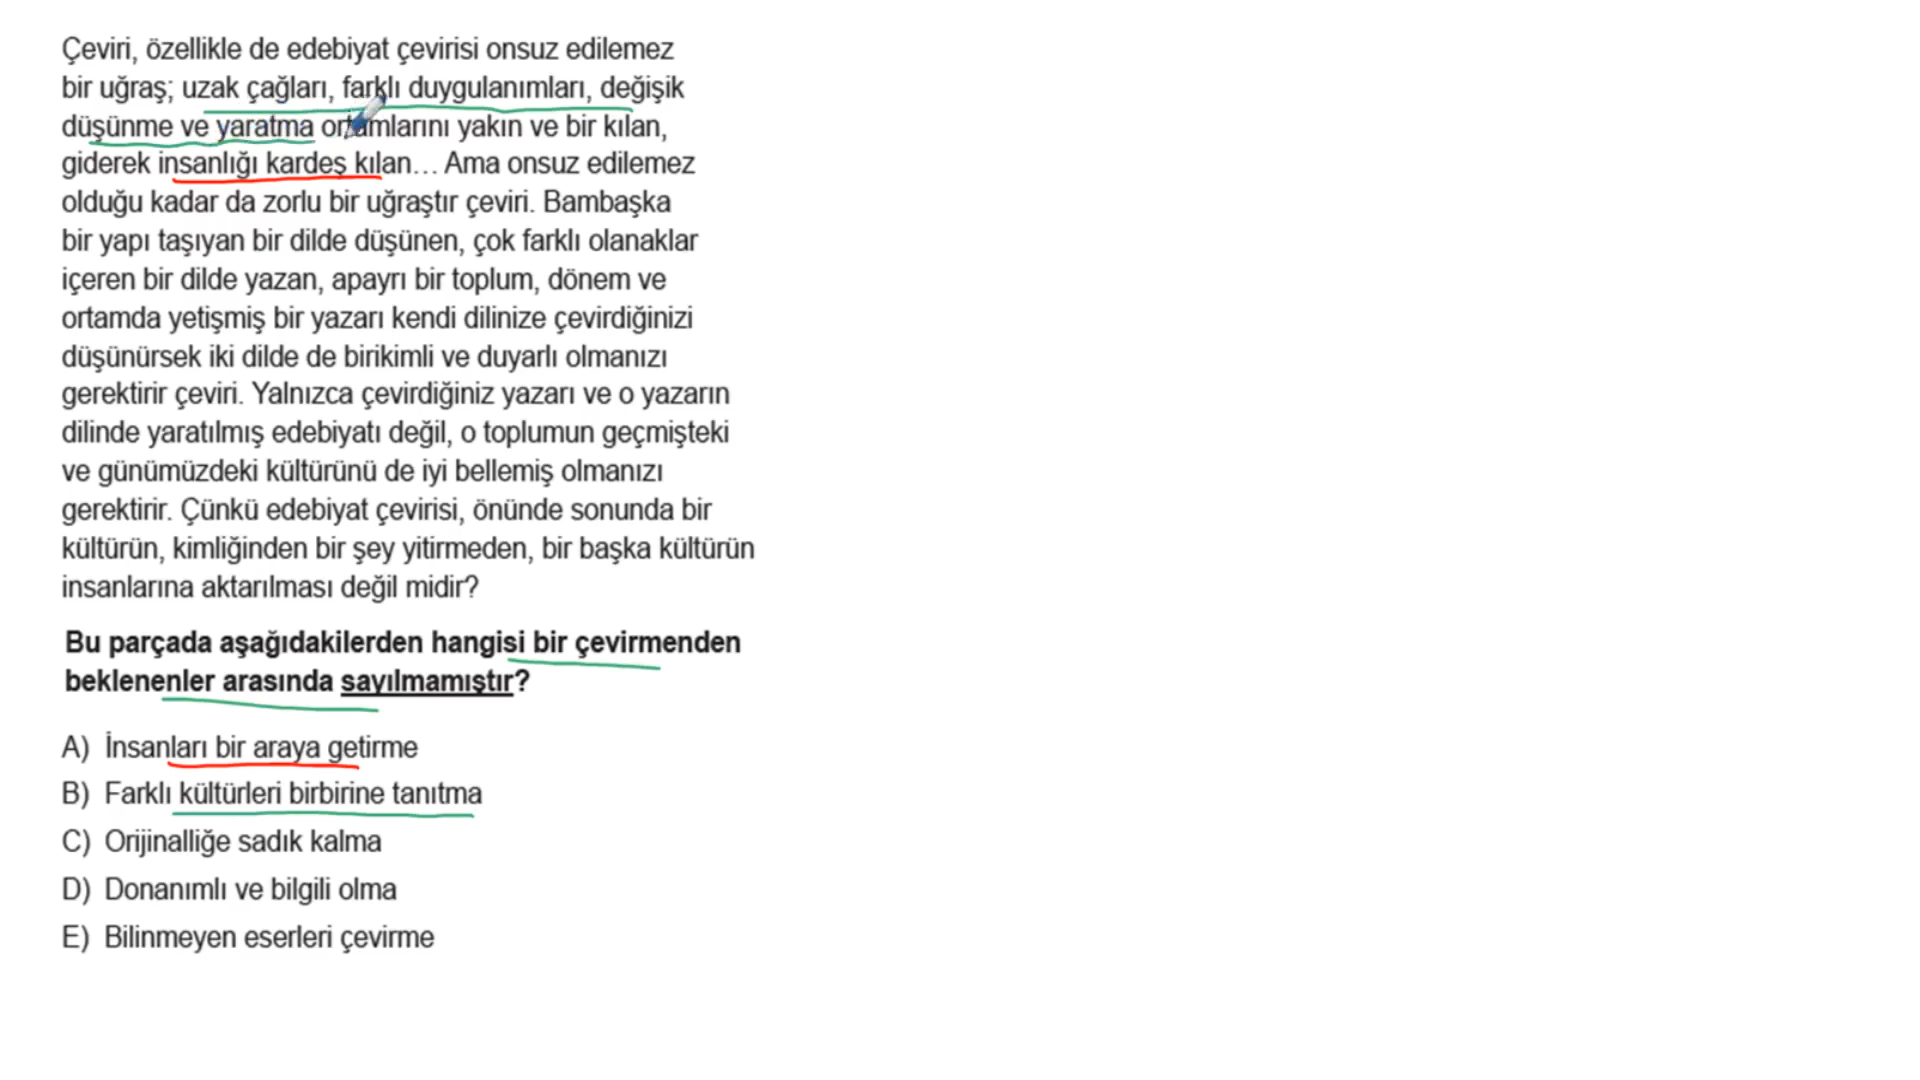 Çeviri, özellikle de edebiyat çevirisi onsuz edilemez
bir uğraş; uzak çağları, farklı duygulanımları, değişik
düşünme ve yaratma ortamlarını yakın ve bir kılan,
giderek insanlığı kardeş kılan… Ama onsuz edilemez
olduğu kadar da zorlu bir uğraştır çeviri. Bambaşka
bir yapı taşıyan bir dilde düşünen, çok farklı olanaklar
içeren bir dilde yazan, apayrı bir toplum, dönem ve
ortamda yetişmiş bir yazarı kendi dilinize çevirdiğinizi
düşünürsek iki dilde de birikimli ve duyarlı olmanızı
gerektirir çeviri. Yalnızca çevirdiğiniz yazarı ve o yazarın
dilinde yaratılmış edebiyatı değil, o toplumun geçmişteki
ve günümüzdeki kültürünü de iyi bellemiş olmanızı
gerektirir. Çünkü edebiyat çevirisi, önünde sonunda bir
kültürün, kimliğinden bir şey yitirmeden, bir başka kültürün
insanlarına aktarılması değil midir?
Bu parçada aşağıdakilerden hangisi bir çevirmenden
beklenenler arasında sayılmamıştır?
A) İnsanları bir araya getirme
B) Farklı kültürleri birbirine tanıtma
C) Orijinalliğe sadık kalma
D) Donanımlı ve bilgili olma
E) Bilinmeyen eserleri çevirme